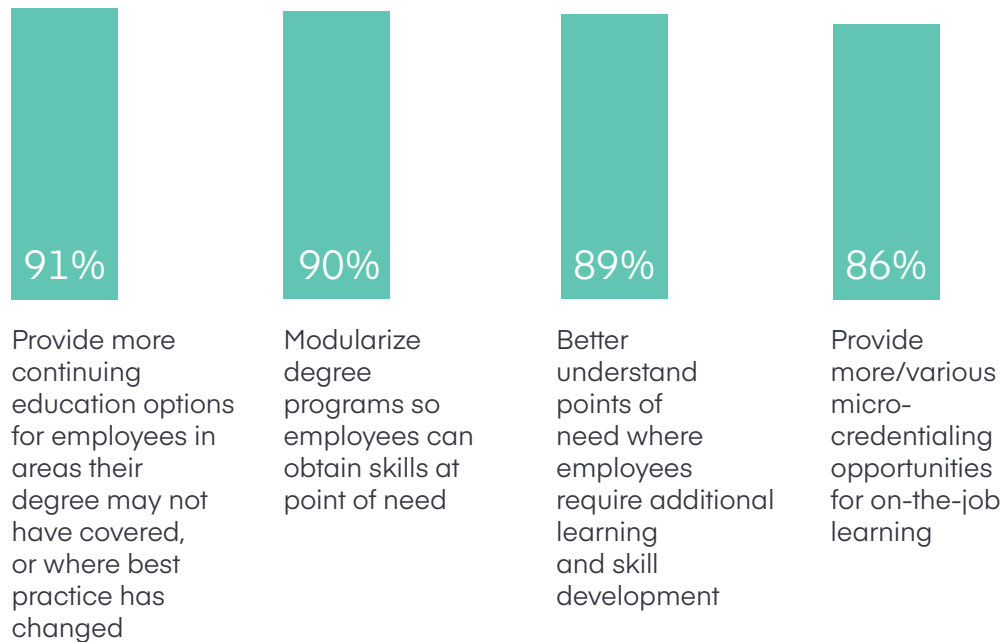 91%
90%
89%
86%
Provide more
continuing
education options
for employees in
areas their
degree may not
have covered,
or where best
practice has
changed
Modularize
degree
programs so
employees can
obtain skills at
point of need
Better
understand
points of
need where
employees
require additional
learning
and skill
development
Provide
more/various
micro-
credentialing
opportunities
for on-the-job
learning